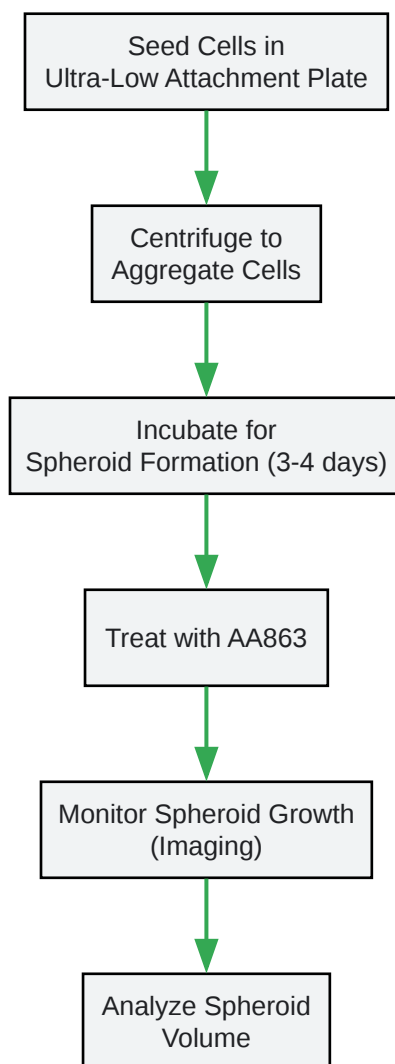 Seed Cells in
Ultra-Low Attachment Plate
Centrifuge to
Aggregate Cells
Incubate for
Spheroid Formation (3-4 days)
Treat with AA863
Monitor Spheroid Growth
(Imaging)
Analyze Spheroid
Volume